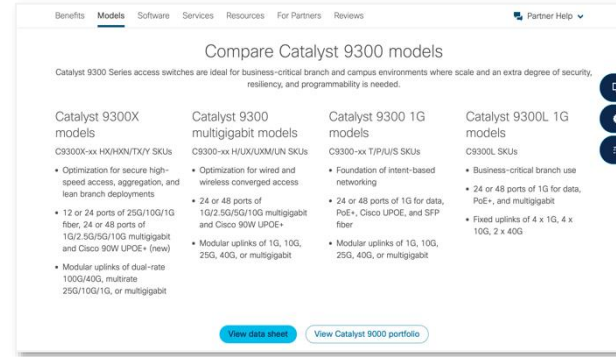 Benefits Models Software Services Resources For Partners Reviews Partner Help
Compare Catalyst 9300 models
Catalyst 9300 Series access switches are ideal for business-critical branch and campus environments where scale and an extra degree of security,
resiliency, and programmability is needed.
Catalyst 9300X
models
C9300X-xx HX/HXN/TX/Y SKUs
• Optimization for secure high-
speed access, aggregation, and
lean branch deployments
• 12 or 24 ports of 25G/10G/1G
fiber, 24 or 48 ports of
1G/2.5G/5G/10G multigigabit
and Cisco 90W UPOE+ (new)
• Modular uplinks of dual-rate
100G/40G, multirate
25G/10G/1G, or multigigabit
Catalyst 9300
multigigabit models
C9300-xx H/UX/UXM/UN SKUs
• Optimization for wired and
wireless converged access
• 24 or 48 ports of
1G/2.5G/5G/10G multigigabit
and Cisco 90W UPOE+
• Modular uplinks of 1G, 10G,
25G, 40G, or multigigabit
Catalyst 9300 1G
models
C9300-xx T/P/U/S SKUs
• Foundation of intent-based
networking
• 24 or 48 ports of 1G for data,
PoE+, Cisco UPOE, and SFP
fiber
• Modular uplinks of 1G, 10G,
25G, 40G, or multigigabit
Catalyst 9300L 1G
models
C9300L SKUs
• Business-critical branch use
• 24 or 48 ports of 1G for data,
PoE+, and multigigabit
• Fixed uplinks of 4 x 1G, 4 x
10G, 2 x 40G
View data sheet View Catalyst 9000 portfolio